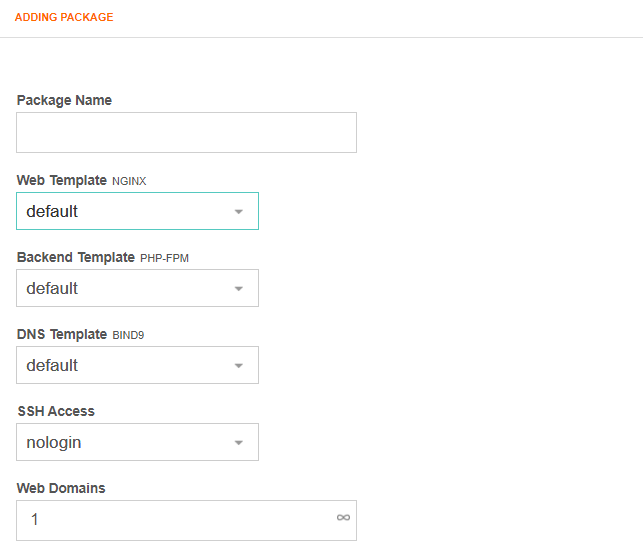 ADDING PACKAGE
Package Name
Web Template NGINX
default
Backend Template PHP-FPM
default
DNS Template BIND9
default
SSH Access
nologin
Web Domains
1 ∞